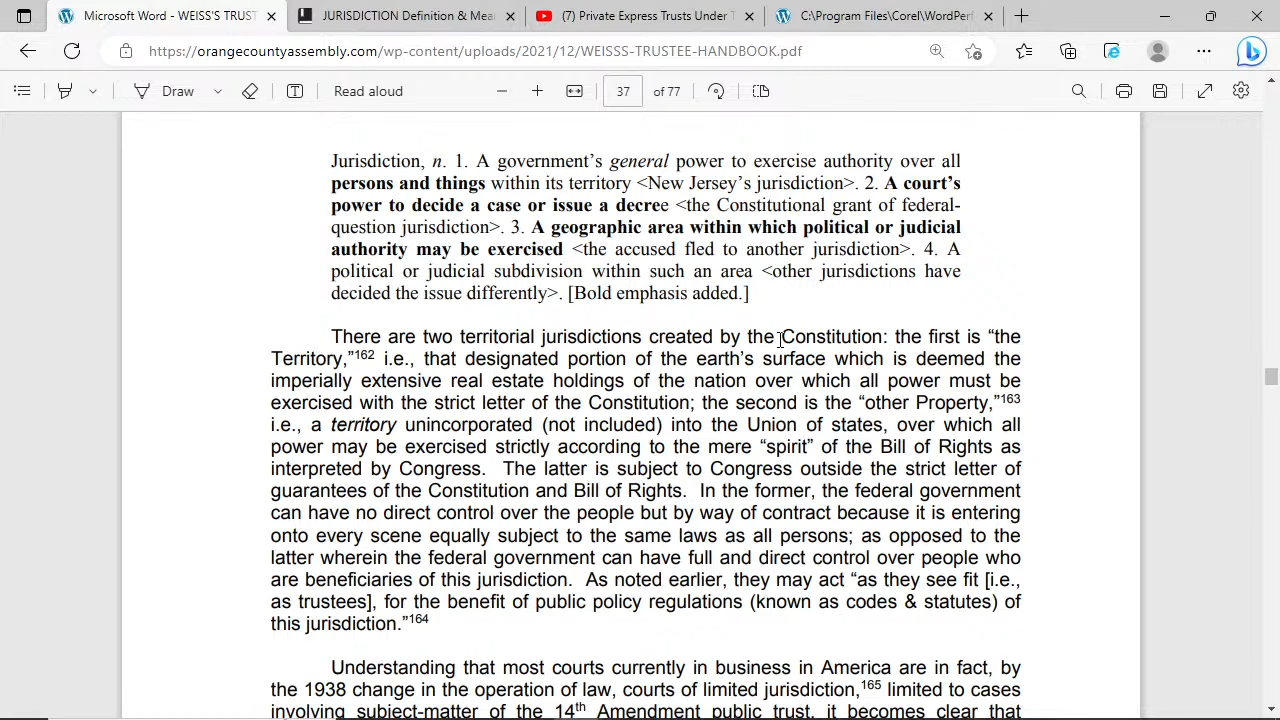 Microsoft Word - WEISS'S TRUST
JURISDICTION Definition & Mea
(7) Private Express Trusts Under T
C:\Program Files\Corel\WordPerf
https://orangecountyassembly.com/wp-content/uploads/2021/12/WEISSS-TRUSTEE-HANDBOOK.pdf
Draw
Read aloud
37 of 77
Jurisdiction, n. 1. A government's general power to exercise authority over all
persons and things within its territory <New Jersey's jurisdiction>. 2. A court's
power to decide a case or issue a decree <the Constitutional grant of federal-
question jurisdiction>. 3. A geographic area within which political or judicial
authority may be exercised <the accused fled to another jurisdiction>. 4. A
political or judicial subdivision within such an area <other jurisdictions have
decided the issue differently>. [Bold emphasis added.]
There are two territorial jurisdictions created by the Constitution: the first is “the
Territory,”162 i.e., that designated portion of the earth's surface which is deemed the
imperially extensive real estate holdings of the nation over which all power must be
exercised with the strict letter of the Constitution; the second is the “other Property,”163
i.e., a territory unincorporated (not included) into the Union of states, over which all
power may be exercised strictly according to the mere “spirit” of the Bill of Rights as
interpreted by Congress. The latter is subject to Congress outside the strict letter of
guarantees of the Constitution and Bill of Rights. In the former, the federal government
can have no direct control over the people but by way of contract because it is entering
onto every scene equally subject to the same laws as all persons; as opposed to the
latter wherein the federal government can have full and direct control over people who
are beneficiaries of this jurisdiction. As noted earlier, they may act “as they see fit [i.e.,
as trustees], for the benefit of public policy regulations (known as codes & statutes) of
this jurisdiction.”164
Understanding that most courts currently in business in America are in fact, by
the 1938 change in the operation of law, courts of limited jurisdiction,165 limited to cases
involving subject-matter of the 14th Amendment public trust, it becomes clear that